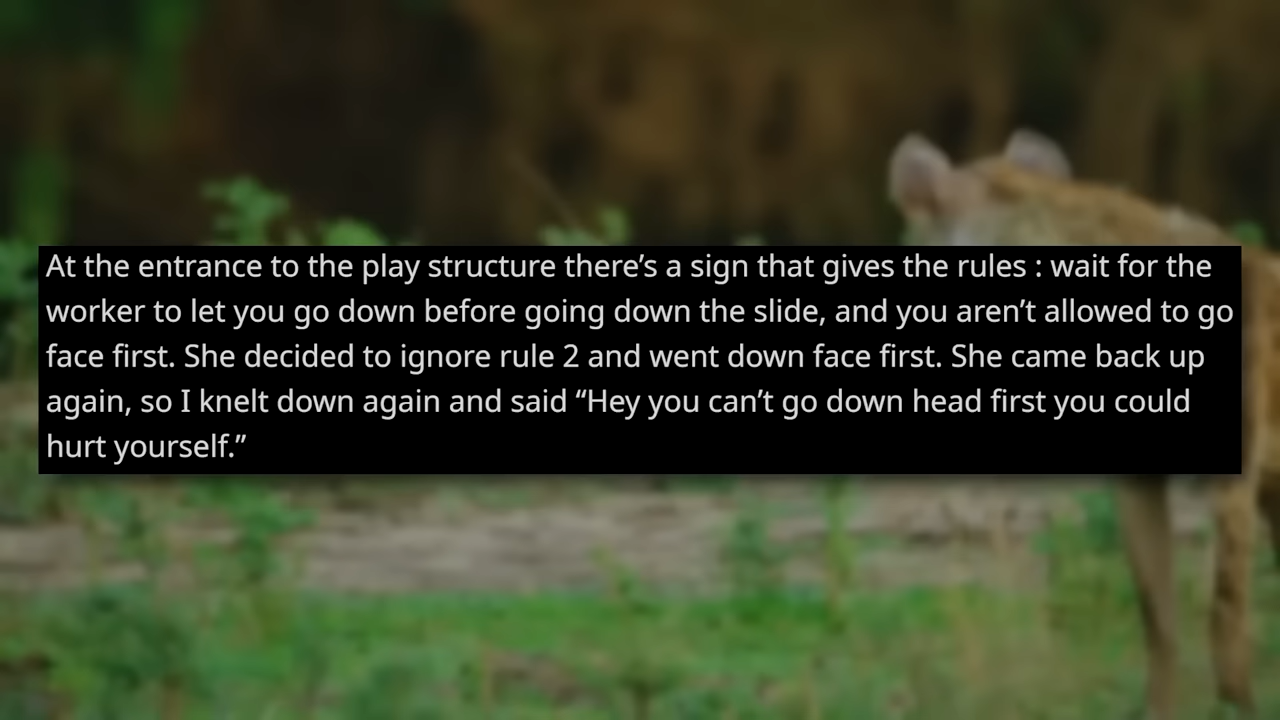 At the entrance to the play structure there’s a sign that gives the rules : wait for the
worker to let you go down before going down the slide, and you aren’t allowed to go
face first. She decided to ignore rule 2 and went down face first. She came back up
again, so I knelt down again and said “Hey you can’t go down head first you could
hurt yourself.”